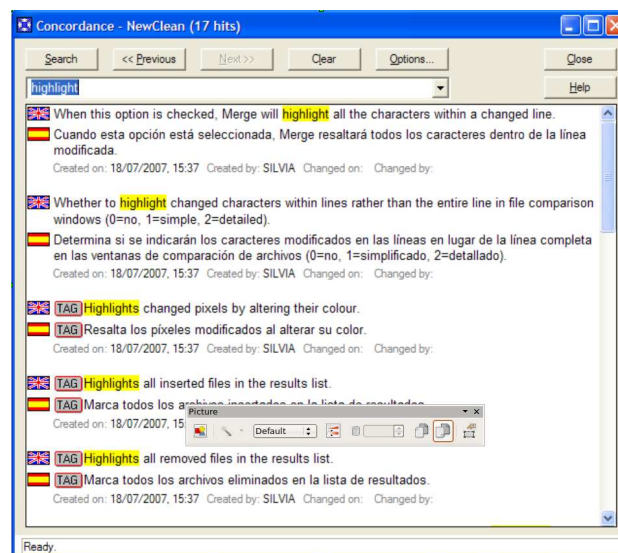 Concordance - NewClean (17 hits)
Search << Previous Next >> Clear Options... Close
highlight Help
When this option is checked, Merge will highlight all the characters within a changed line.
Cuando esta opción está seleccionada, Merge resaltará todos los caracteres dentro de la línea
modificada.
Created on: 18/07/2007, 15:37 Created by: SILVIA Changed on: Changed by:
Whether to highlight changed characters within lines rather than the entire line in file comparison
windows (0=no, 1=simple, 2=detailed).
Determina si se indicarán los caracteres modificados en las líneas en lugar de la línea completa
en las ventanas de comparación de archivos (0=no, 1=simplificado, 2=detallado).
Created on: 18/07/2007, 15:37 Created by: SILVIA Changed on: Changed by:
TAG Highlights changed pixels by altering their colour.
TAG Resalta los píxeles modificados al alterar su color.
Created on: 18/07/2007, 15:37 Created by: SILVIA Changed on: Changed by:
TAG Highlights all inserted files in the results list.
TAG Marca todos los archivos insertados en la lista de resultados.
Picture
Created on: 18/07/2007, 15
Default
TAG Highlights all removed files in the results list.
TAG Marca todos los archivos eliminados en la lista de resultados.
Created on: 18/07/2007, 15:37 Created by: SILVIA Changed on: Changed by:
Ready.